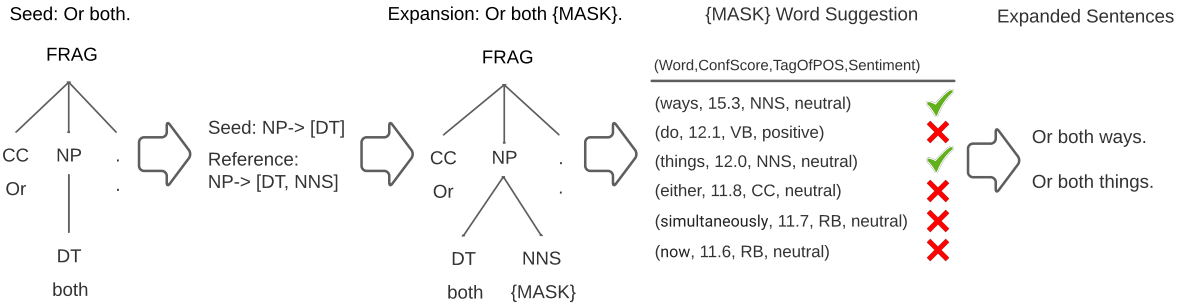 Seed: Or both.
FRAG
CC NP .
Or .
DT
both
Seed: NP-> [DT]
Reference:
NP-> [DT, NNS]
Expansion: Or both {MASK}.
FRAG
CC NP .
Or .
DT NNS
both {MASK}
{MASK} Word Suggestion
(Word,ConfScore,TagOfPOS,Sentiment)
(ways, 15.3, NNS, neutral)
(do, 12.1, VB, positive)
(things, 12.0, NNS, neutral)
(either, 11.8, CC, neutral)
(simultaneously, 11.7, RB, neutral)
(now, 11.6, RB, neutral)
Expanded Sentences
Or both ways.
Or both things.